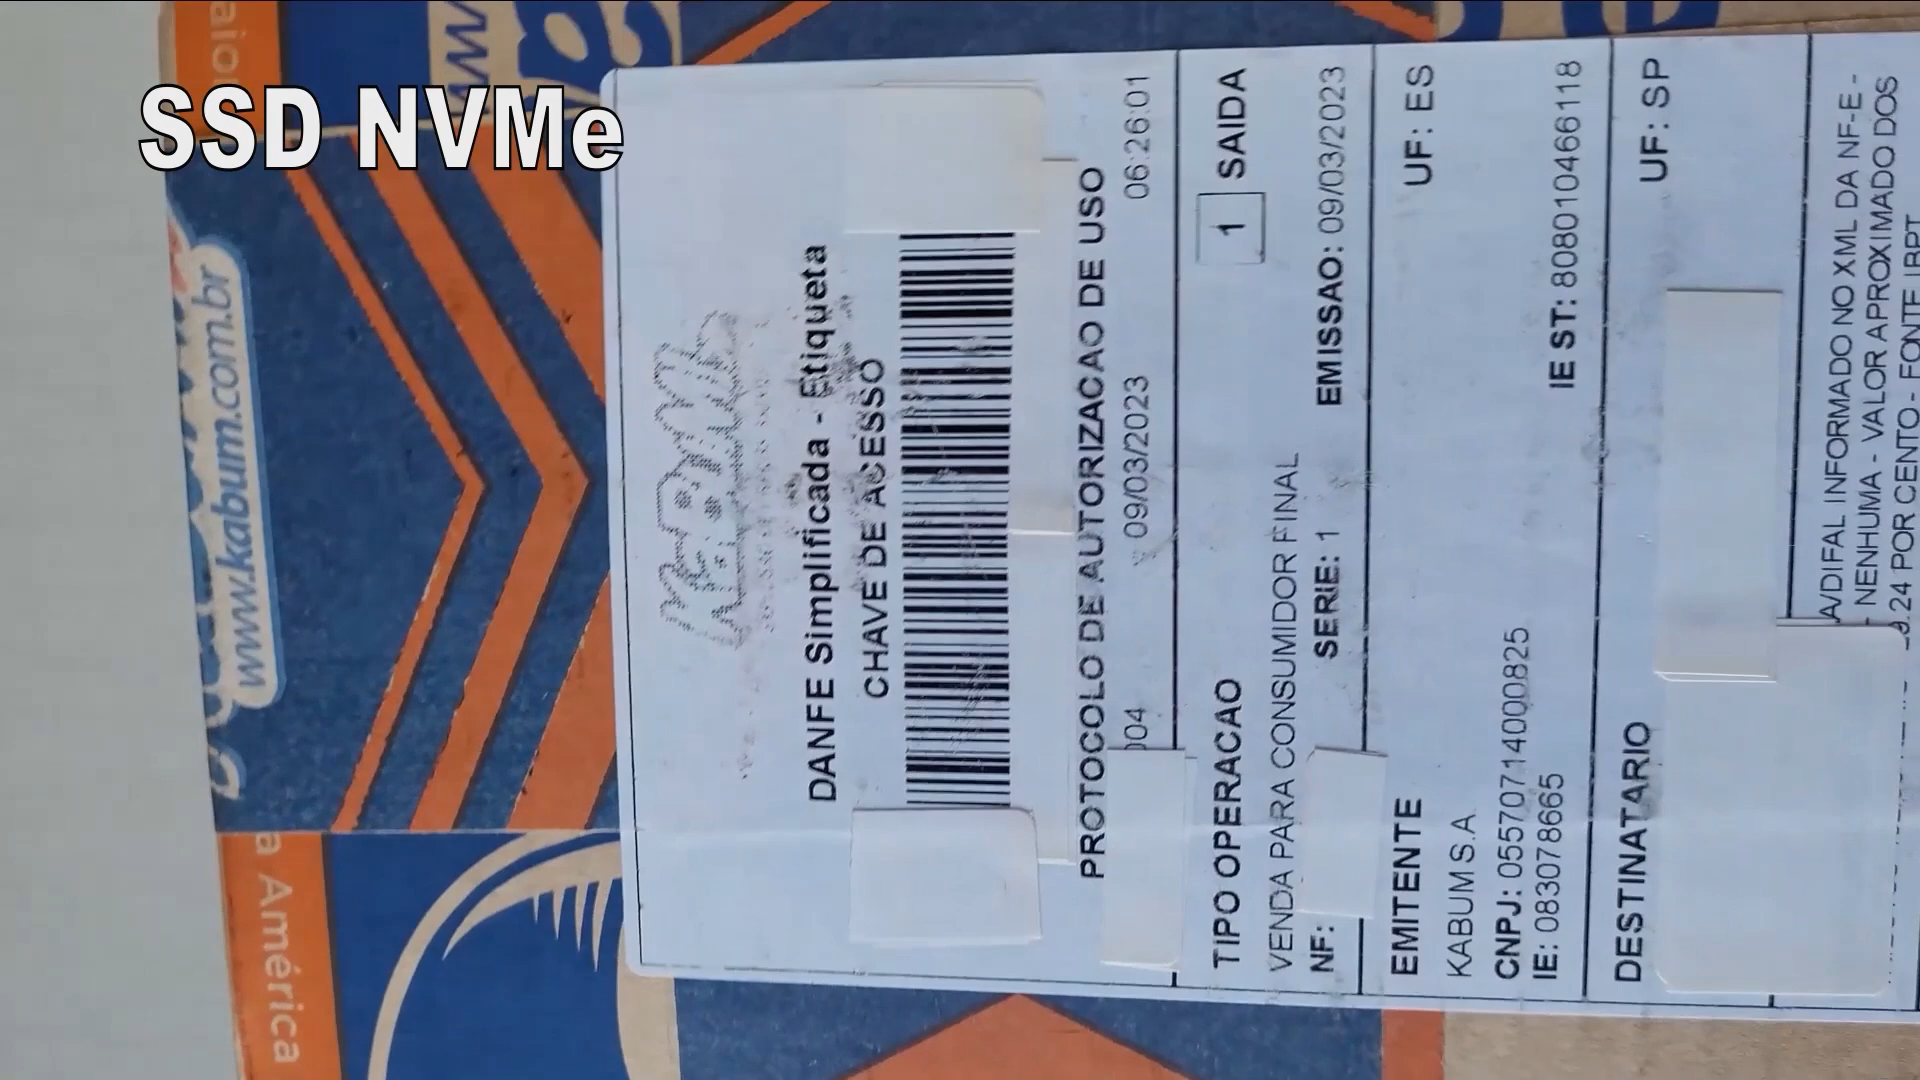 SSD NVMe
www.kabum.com.br
a América
DANFE Simplificada - Etiqueta
CHAVE DE ACESSO
PROTOCOLO DE AUTORIZACAO DE USO
004 09/03/2023 06:26:01
TIPO OPERACAO 1 SAIDA
VENDA PARA CONSUMIDOR FINAL
NF: SERIE: 1 EMISSAO: 09/03/2023
EMITENTE UF: ES
KABUM S.A.
CNPJ: 05570714000825
IE: 083078665 IE ST: 808010466118
DESTINATARIO UF: SP
A/DIFAL INFORMADO NO XML DA NF-E -
NENHUMA - VALOR APROXIMADO DOS
9.24 POR CENTO - FONTE IBPT